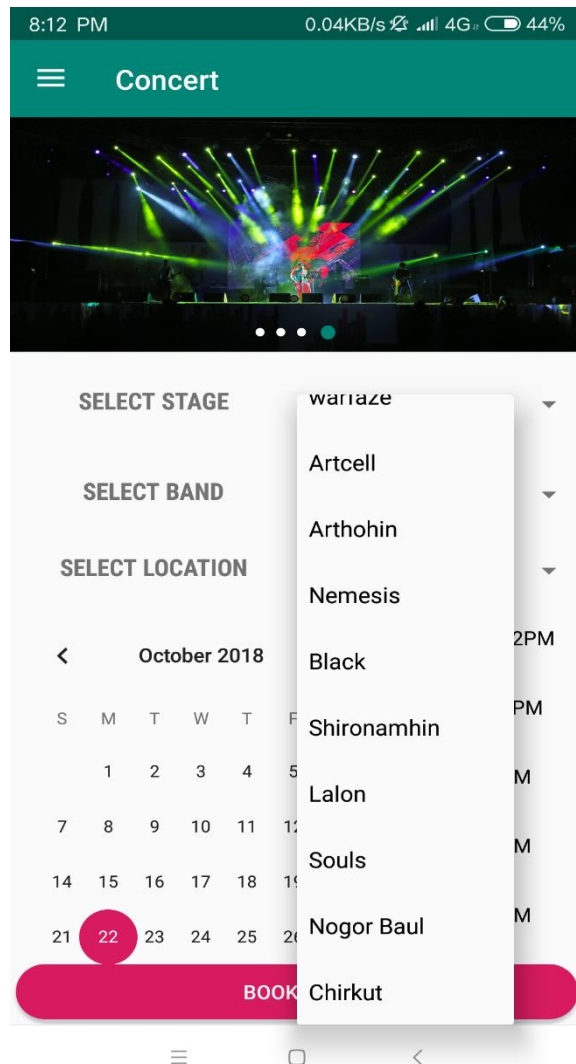 8:12 PM 0.04KB/s 4G 44%
Concert
SELECT STAGE
warfaze
Artcell
SELECT BAND
Arthohin
SELECT LOCATION
Nemesis
October 2018
2PM
Black
PM
S M T W T F
Shironamhin
1 2 3 4 5
M
Lalon
7 8 9 10 11 12
M
Souls
14 15 16 17 18 19
M
Nogor Baul
21 22 23 24 25 26
BOOK
Chirkut